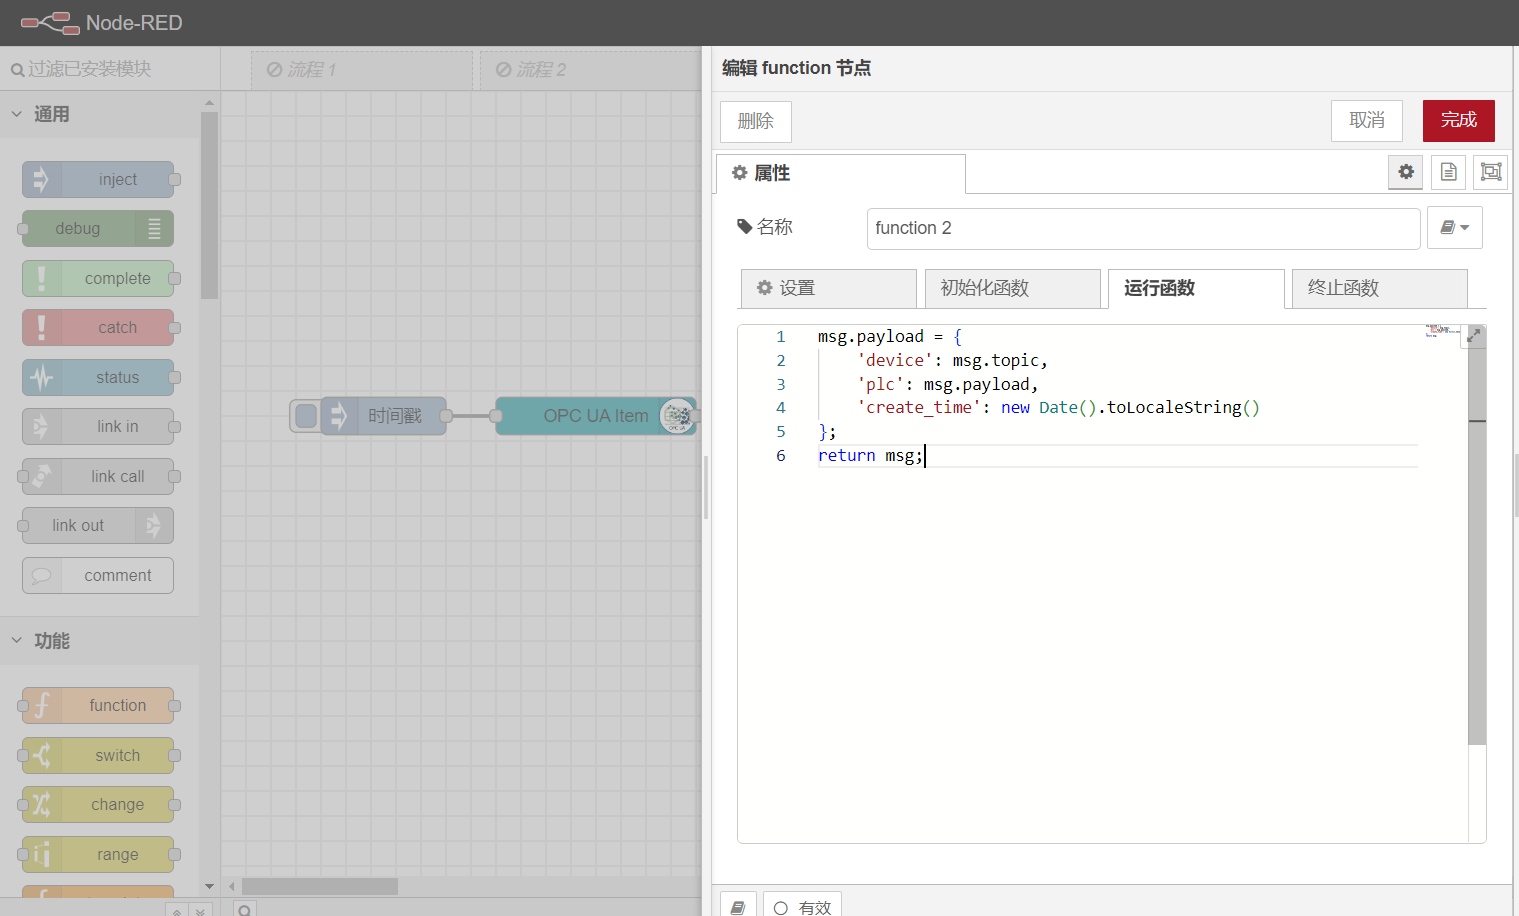 Node-RED
过滤已安装模块
流程 1
流程 2
通用
inject
debug
complete
catch
status
link in
link call
link out
comment
功能
function
switch
change
range
时间戳
OPC UA Item
OPC UA
编辑 function 节点
删除
取消
完成
属性
名称
function 2
设置
初始化函数
运行函数
终止函数
1 msg.payload = {
2 'device': msg.topic,
3 'plc': msg.payload,
4 'create_time': new Date().toLocaleString()
5 };
6 return msg;
有效